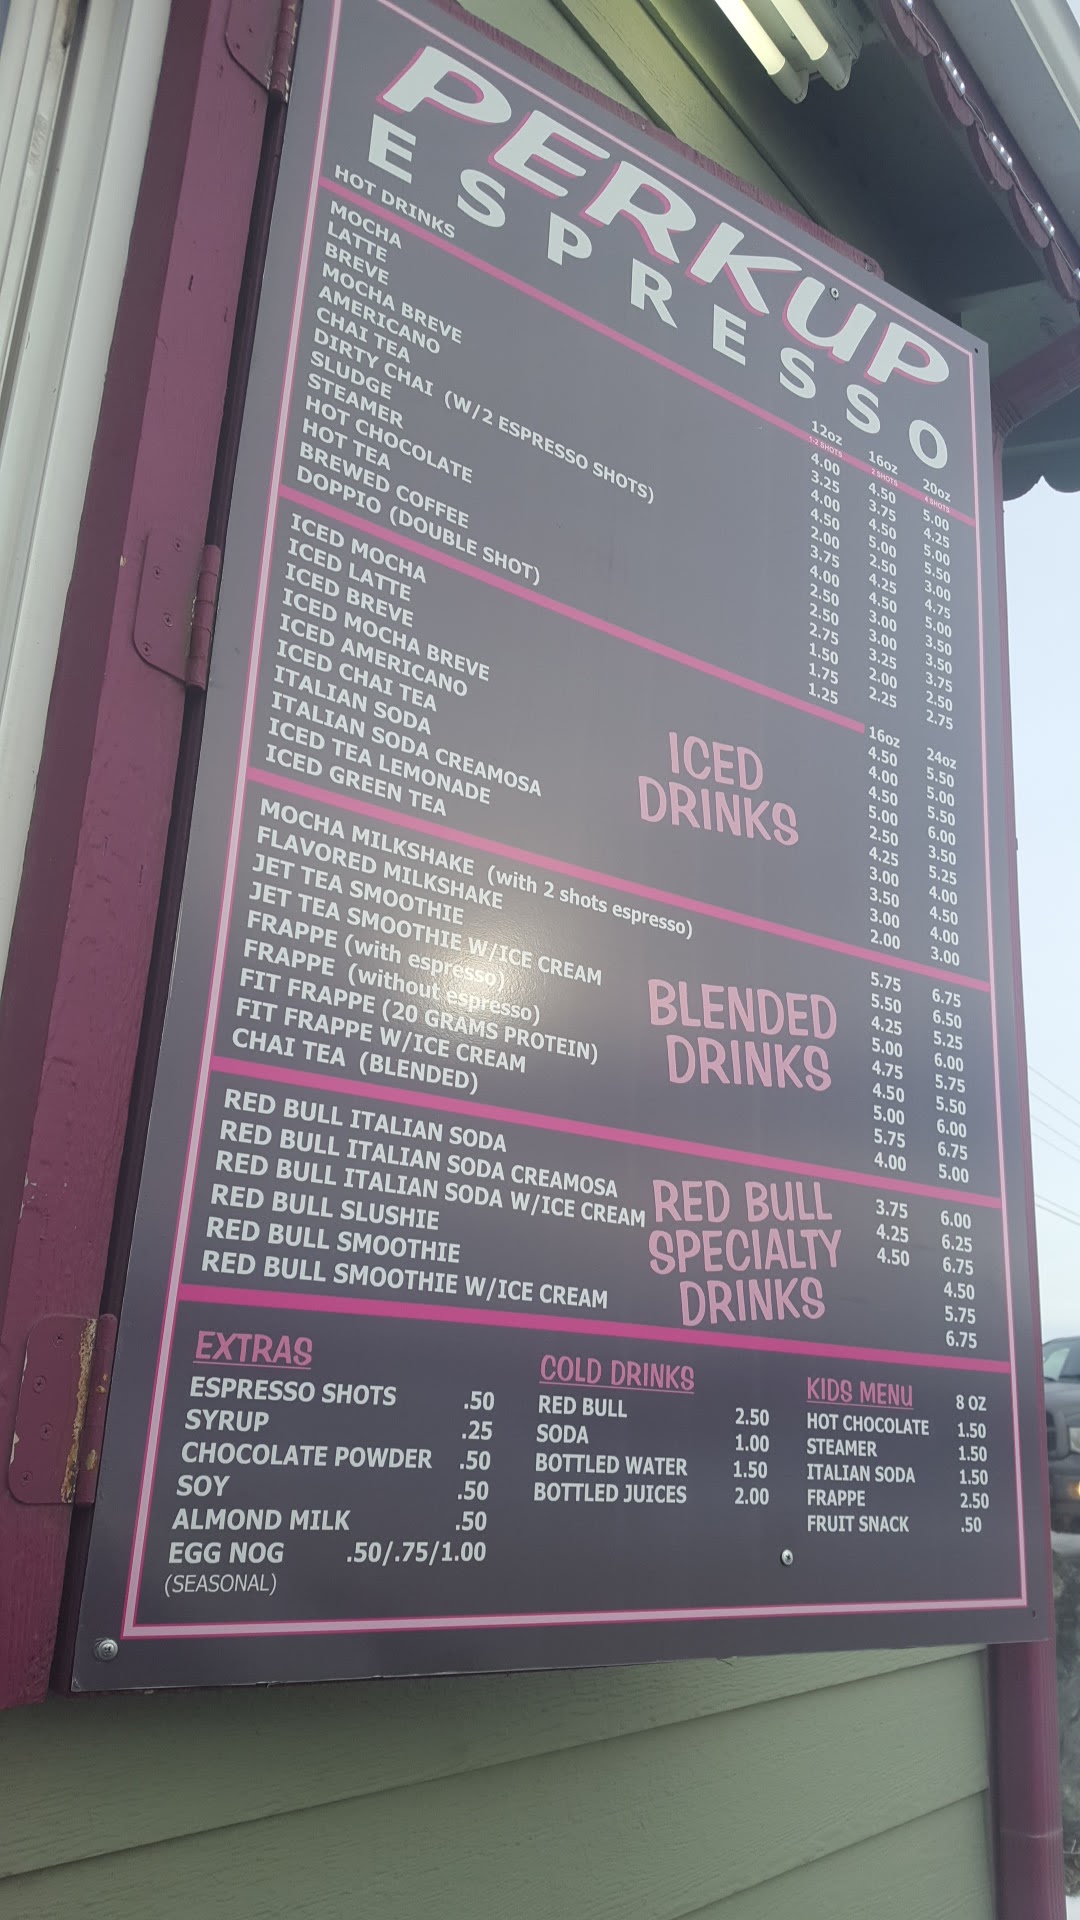 PERKUP
ESPRESSO
HOT DRINKS 12oz 16oz 20oz
1-2 SHOTS 2 SHOTS 4 SHOTS
MOCHA 4.00 4.50 5.00
LATTE 3.25 3.75 4.25
BREVE 4.00 4.50 5.00
MOCHA BREVE 4.50 5.00 5.50
AMERICANO 2.00 2.50 3.00
CHAI TEA 3.75 4.25 4.75
DIRTY CHAI (W/2 ESPRESSO SHOTS) 4.00 4.50 5.00
SLUDGE 2.50 3.00 3.50
STEAMER 2.50 3.00 3.50
HOT CHOCOLATE 2.75 3.25 3.75
HOT TEA 1.50 2.00 2.50
BREWED COFFEE 1.75 2.25 2.75
DOPPIO (DOUBLE SHOT) 1.25
ICED DRINKS
16oz 24oz
ICED MOCHA 4.50 5.50
ICED LATTE 4.00 5.00
ICED BREVE 4.50 5.50
ICED MOCHA BREVE 5.00 6.00
ICED AMERICANO 2.50 3.50
ICED CHAI TEA 4.25 5.25
ITALIAN SODA 3.00 4.00
ITALIAN SODA CREAMOSA 3.50 4.50
ICED TEA LEMONADE 3.00 4.00
ICED GREEN TEA 2.00 3.00
BLENDED DRINKS
MOCHA MILKSHAKE (with 2 shots espresso) 5.75 6.75
FLAVORED MILKSHAKE 5.50 6.50
JET TEA SMOOTHIE 4.25 5.25
JET TEA SMOOTHIE W/ICE CREAM 5.00 6.00
FRAPPE (with espresso) 4.75 5.75
FRAPPE (without espresso) 4.50 5.50
FIT FRAPPE (20 GRAMS PROTEIN) 5.00 6.00
FIT FRAPPE W/ICE CREAM 5.75 6.75
CHAI TEA (BLENDED) 4.00 5.00
RED BULL SPECIALTY DRINKS
RED BULL ITALIAN SODA 3.75 6.00
RED BULL ITALIAN SODA CREAMOSA 4.25 6.25
RED BULL ITALIAN SODA W/ICE CREAM 4.50 6.75
RED BULL SLUSHIE 4.50
RED BULL SMOOTHIE 5.75
RED BULL SMOOTHIE W/ICE CREAM 6.75
EXTRAS
ESPRESSO SHOTS .50
SYRUP .25
CHOCOLATE POWDER .50
SOY .50
ALMOND MILK .50
EGG NOG .50/.75/1.00
(SEASONAL)
COLD DRINKS
RED BULL 2.50
SODA 1.00
BOTTLED WATER 1.50
BOTTLED JUICES 2.00
KIDS MENU 8 OZ
HOT CHOCOLATE 1.50
STEAMER 1.50
ITALIAN SODA 1.50
FRAPPE 2.50
FRUIT SNACK .50